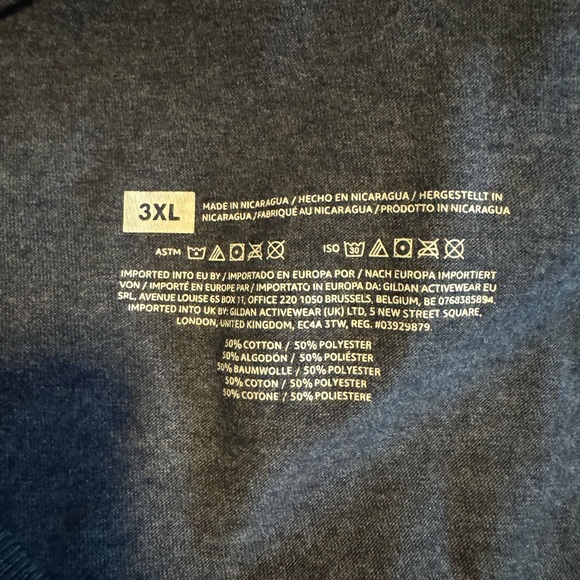 3XL
MADE IN NICARAGUA / HECHO EN NICARAGUA / HERGESTELLT IN
NICARAGUA/FABRIQUÉ AU NICARAGUA / PRODOTTO IN NICARAGUA
ASTM ISO 30
IMPORTED INTO EU BY / IMPORTADO EN EUROPA POR / NACH EUROPA IMPORTIERT
VON / IMPORTÉ EN EUROPE PAR / IMPORTATO IN EUROPA DA: GILDAN ACTIVEWEAR EU
SRL, AVENUE LOUISE 65 BOX 11, OFFICE 220 1050 BRUSSELS, BELGIUM, BE 0768385894.
IMPORTED INTO UK BY: GILDAN ACTIVEWEAR (UK) LTD, 5 NEW STREET SQUARE,
LONDON, UNITED KINGDOM, EC4A 3TW, REG. #03929879.
50% COTTON / 50% POLYESTER
50% ALGODÓN / 50% POLIÉSTER
50% BAUMWOLLE / 50% POLYESTER
50% COTON / 50% POLYESTER
50% COTONE / 50% POLIESTERE